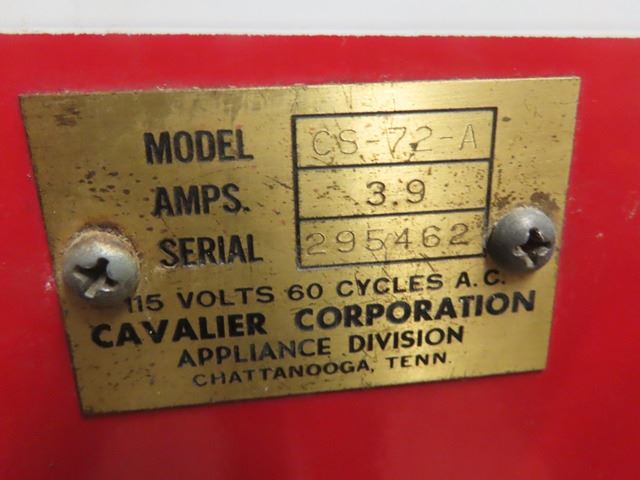 MODEL CS-72-A
AMPS. 3.9
SERIAL 295462
115 VOLTS 60 CYCLES A.C.
CAVALIER CORPORATION
APPLIANCE DIVISION
CHATTANOOGA, TENN.